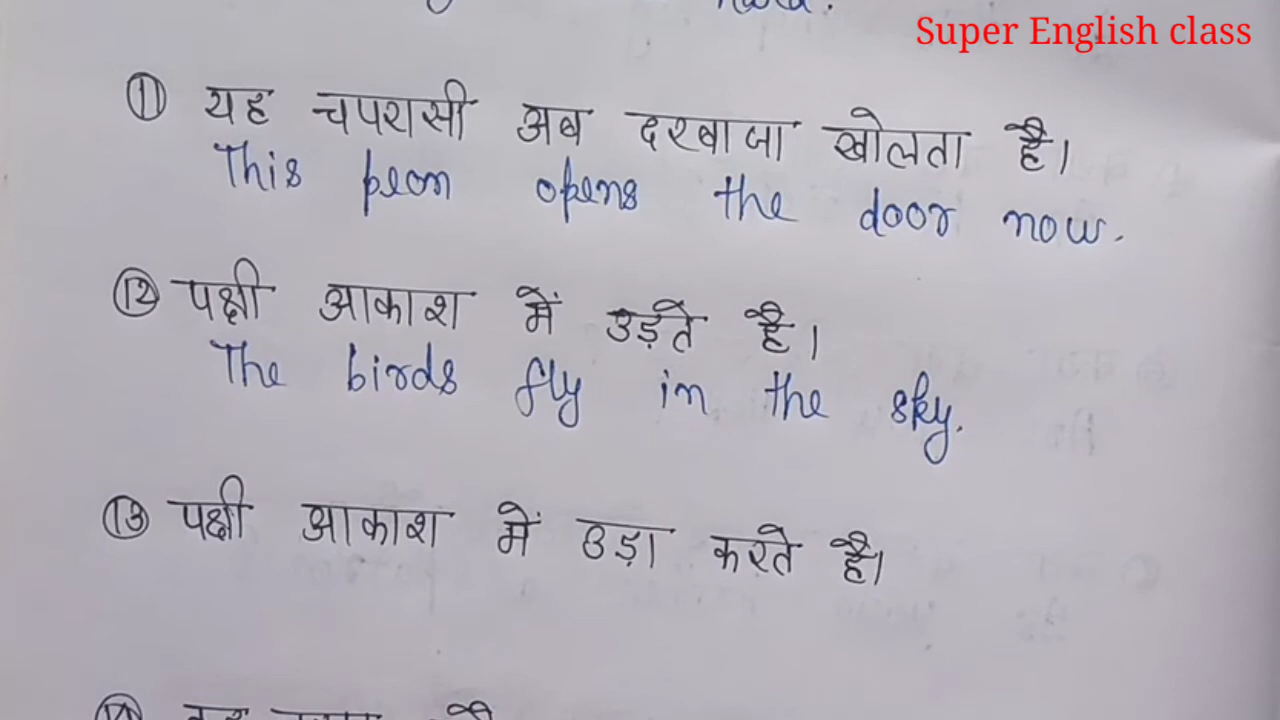 Super English class
⑪ यह चपरासी अब दरवाजा खोलता है।
This peon opens the door now.
⑫ पक्षी आकाश में उड़ते है।
The birds fly in the sky.
⑬ पक्षी आकाश में उड़ा करते है।